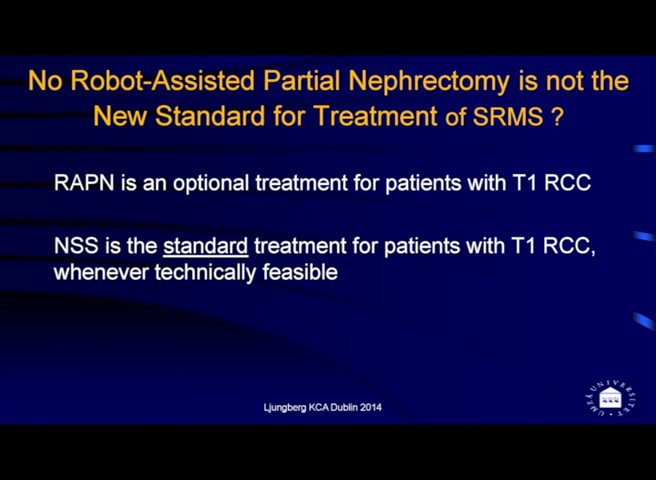 No Robot-Assisted Partial Nephrectomy is not the
New Standard for Treatment of SRMS ?
RAPN is an optional treatment for patients with T1 RCC
NSS is the standard treatment for patients with T1 RCC,
whenever technically feasible
Ljungberg KCA Dublin 2014
UMEÅ UNIVERSITET